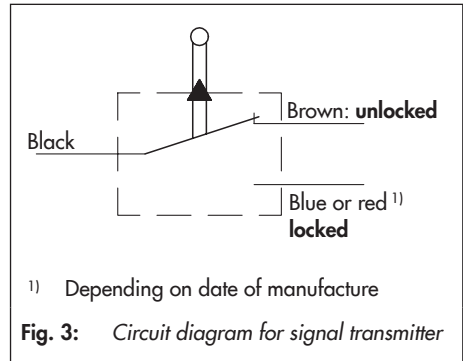 Brown: unlocked
Black
Blue or red 1)
locked
1) Depending on date of manufacture
Fig. 3: Circuit diagram for signal transmitter